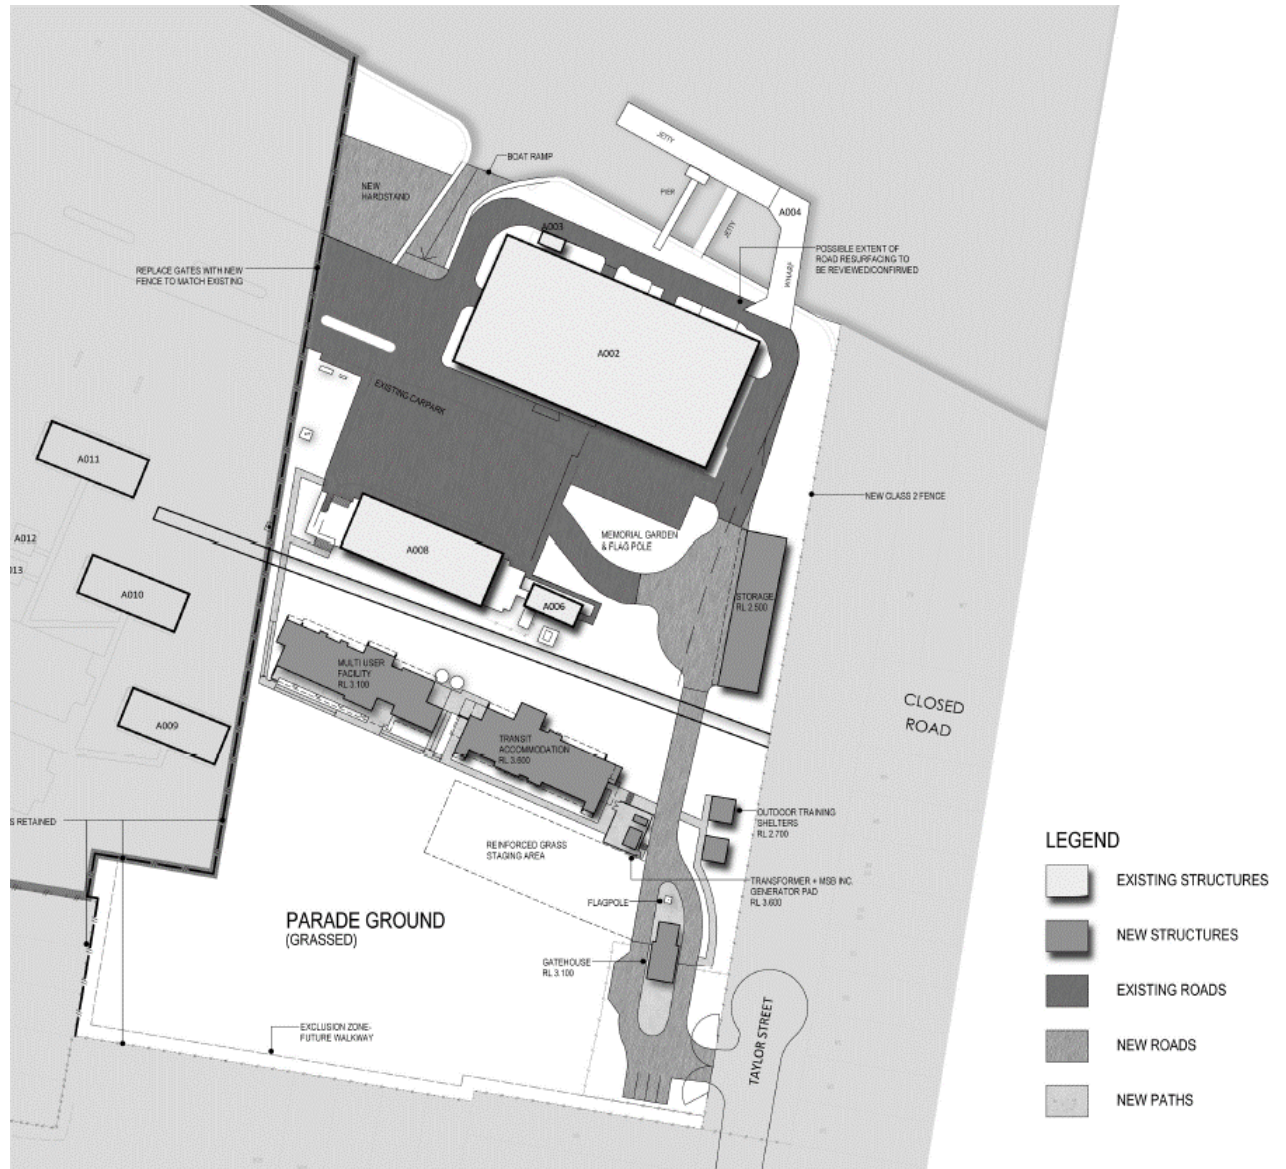 JETTY
BOAT RAMP
NEW
HARDSTAND
PIER
A004
JETTY
A003
POSSIBLE EXTENT OF
ROAD RESURFACING TO
BE REVIEWED/CONFIRMED
REPLACE GATES WITH NEW
FENCE TO MATCH EXISTING
WHARF
A002
EXISTING CARPARK
A011
NEW CLASS 2 FENCE
A012
MEMORIAL GARDEN
& FLAG POLE
A008
013
A010
STORAGE
RL 2.500
A006
MULTI USER
FACILITY
RL 3.100
CLOSED
ROAD
A009
TRANSIT
ACCOMMODATION
RL 3.600
S RETAINED
OUTDOOR TRAINING
SHELTERS
RL 2.700
REINFORCED GRASS
STAGING AREA
TRANSFORMER + MSB INC.
GENERATOR PAD
RL 3.600
FLAGPOLE
PARADE GROUND
(GRASSED)
GATEHOUSE
RL 3.100
EXCLUSION ZONE-
FUTURE WALKWAY
TAYLOR STREET
LEGEND
EXISTING STRUCTURES
NEW STRUCTURES
EXISTING ROADS
NEW ROADS
NEW PATHS